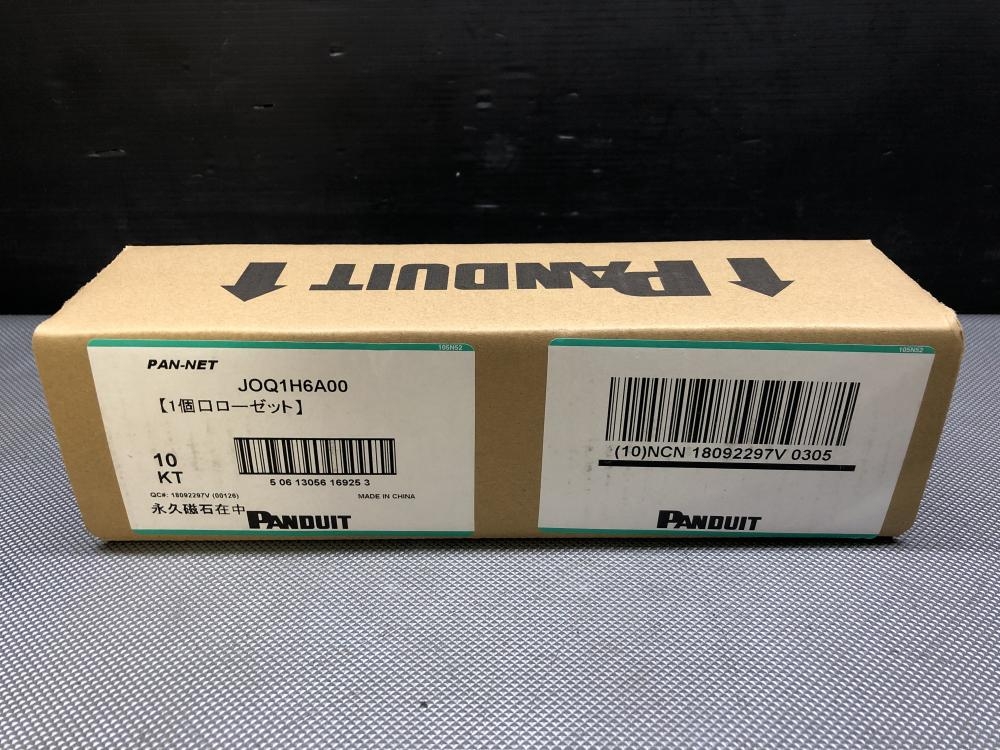 PANDUIT
105N52
PAN-NET
JOQ1H6A00
【1個口ローゼット】
10
KT
5 06 13056 16925 3
QC#: 18092297V (00126)
MADE IN CHINA
永久磁石在中
PANDUIT
105N52
(10)NCN 18092297V 0305
PANDUIT